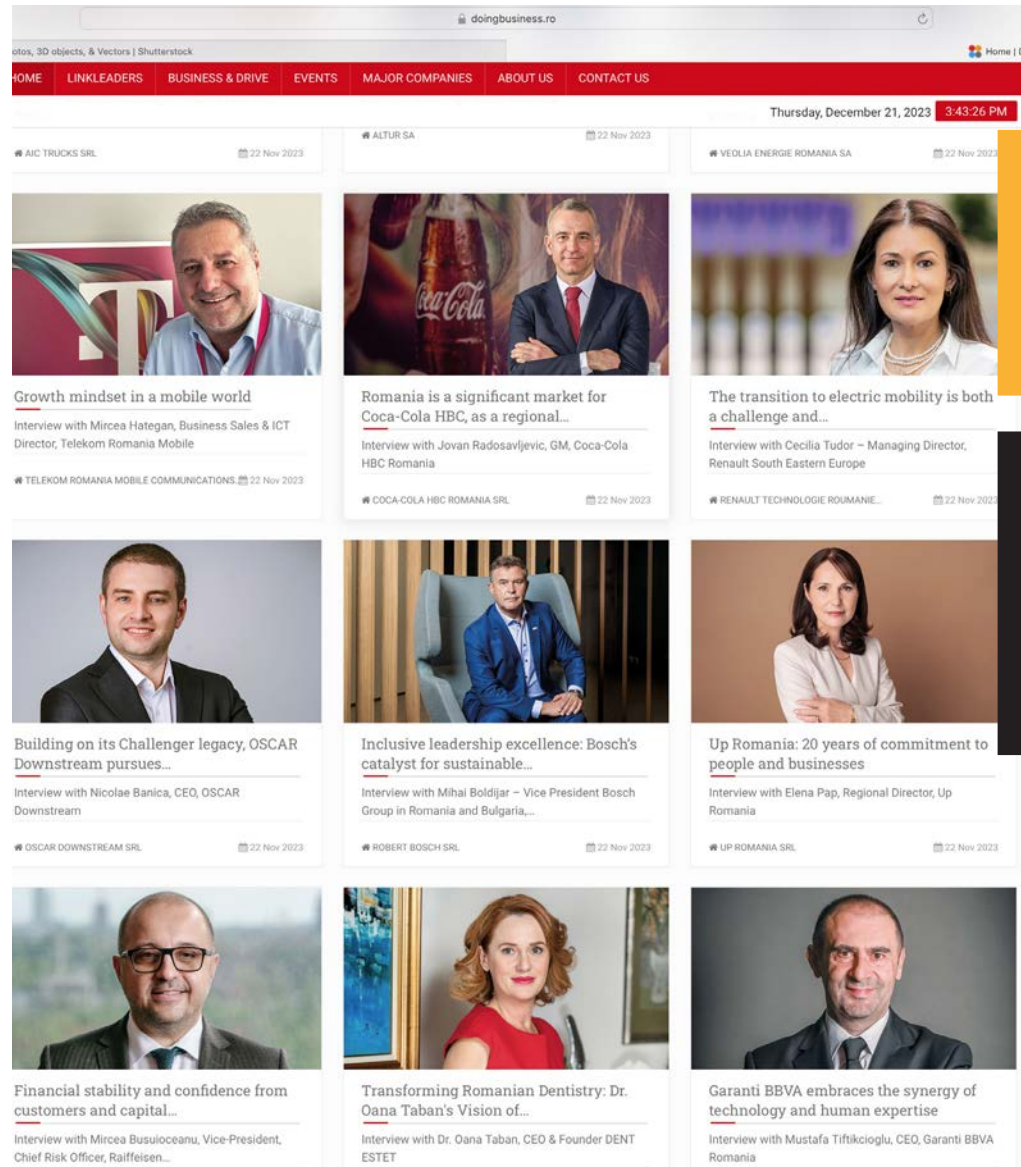 doingbusiness.ro
otos, 3D objects, & Vectors | Shutterstock
Home | D
HOME LINKLEADERS BUSINESS & DRIVE EVENTS MAJOR COMPANIES ABOUT US CONTACT US
Thursday, December 21, 2023 3:43:26 PM
AIC TRUCKS SRL 22 Nov 2023
ALTUR SA 22 Nov 2023
VEOLIA ENERGIE ROMANIA SA 22 Nov 2023
T
Coca-Cola
Growth mindset in a mobile world
Interview with Mircea Hategan, Business Sales & ICT
Director, Telekom Romania Mobile
TELEKOM ROMANIA MOBILE COMMUNICATIONS... 22 Nov 2023
Romania is a significant market for
Coca-Cola HBC, as a regional...
Interview with Jovan Radosavljevic, GM, Coca-Cola
HBC Romania
COCA-COLA HBC ROMANIA SRL 22 Nov 2023
The transition to electric mobility is both
a challenge and...
Interview with Cecilia Tudor – Managing Director,
Renault South Eastern Europe
RENAULT TECHNOLOGIE ROUMANIE... 22 Nov 2023
Building on its Challenger legacy, OSCAR
Downstream pursues...
Interview with Nicolae Banica, CEO, OSCAR
Downstream
OSCAR DOWNSTREAM SRL 22 Nov 2023
Inclusive leadership excellence: Bosch's
catalyst for sustainable...
Interview with Mihai Boldijar – Vice President Bosch
Group in Romania and Bulgaria,...
ROBERT BOSCH SRL 22 Nov 2023
Up Romania: 20 years of commitment to
people and businesses
Interview with Elena Pap, Regional Director, Up
Romania
UP ROMANIA SRL 22 Nov 2023
Financial stability and confidence from
customers and capital...
Interview with Mircea Busuioceanu, Vice-President,
Chief Risk Officer, Raiffeisen...
Transforming Romanian Dentistry: Dr.
Oana Taban's Vision of...
Interview with Dr. Oana Taban, CEO & Founder DENT
ESTET
Garanti BBVA embraces the synergy of
technology and human expertise
Interview with Mustafa Tiftikcioglu, CEO, Garanti BBVA
Romania